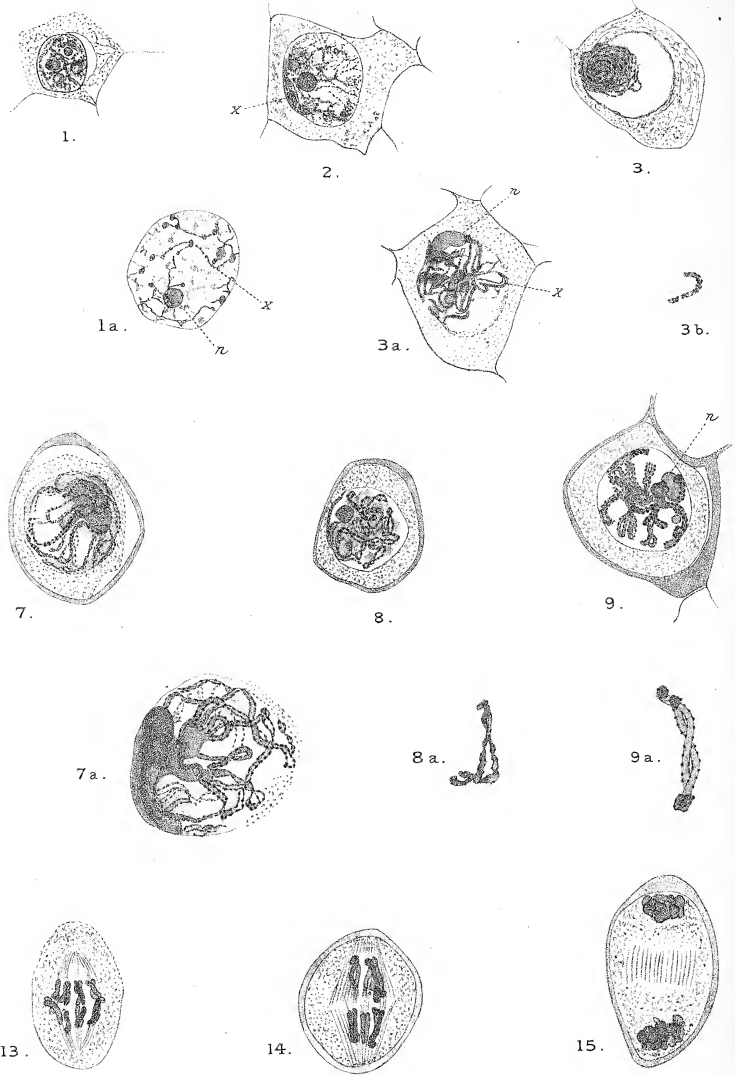 x
1.
2.
3.
n
x
n
x
1a.
3a.
3b.
n
7.
8.
9.
7a.
8a.
9a.
13.
14.
15.